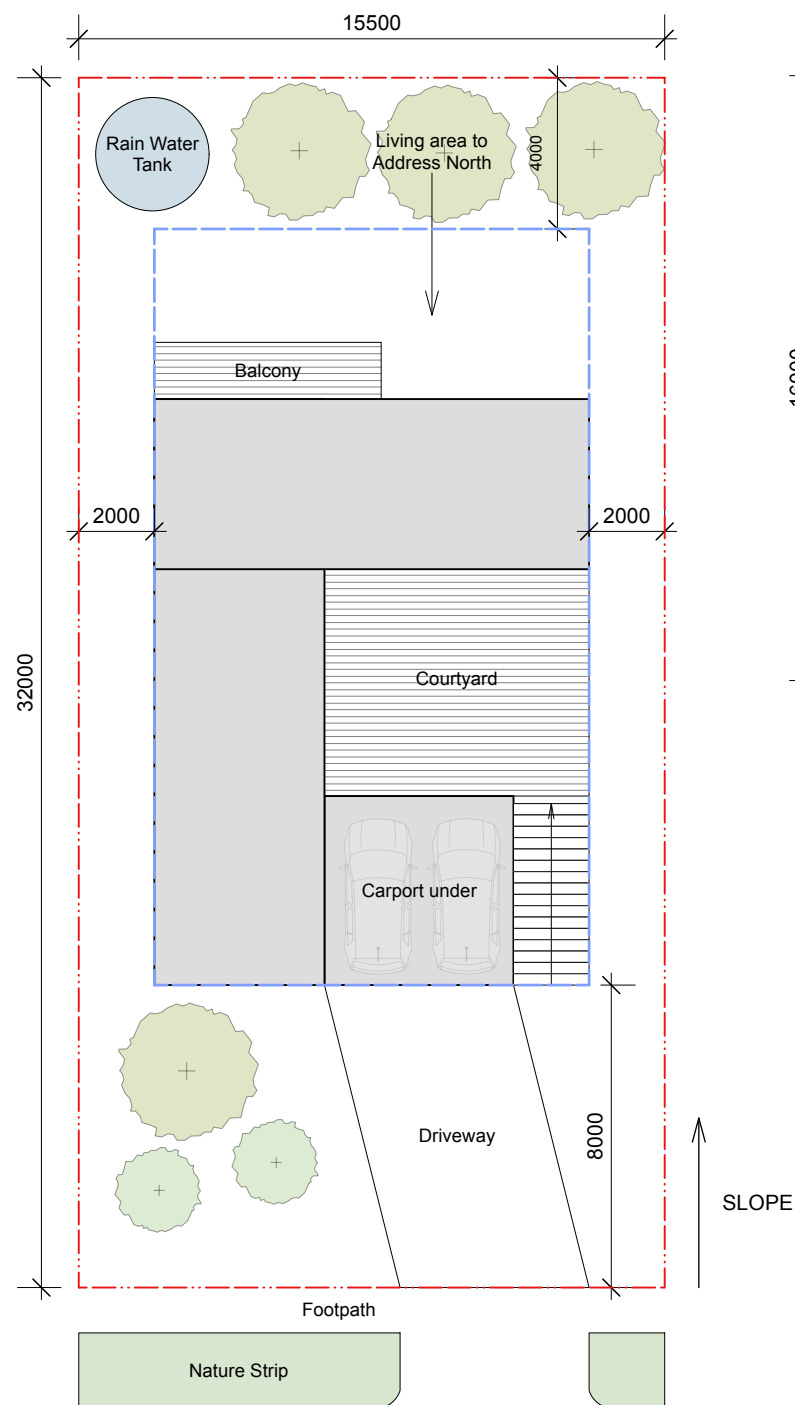 15500
Rain Water
Tank
Living area to
Address North
4000
Balcony
2000
2000
32000
Courtyard
Carport under
Driveway
8000
SLOPE
Footpath
Nature Strip